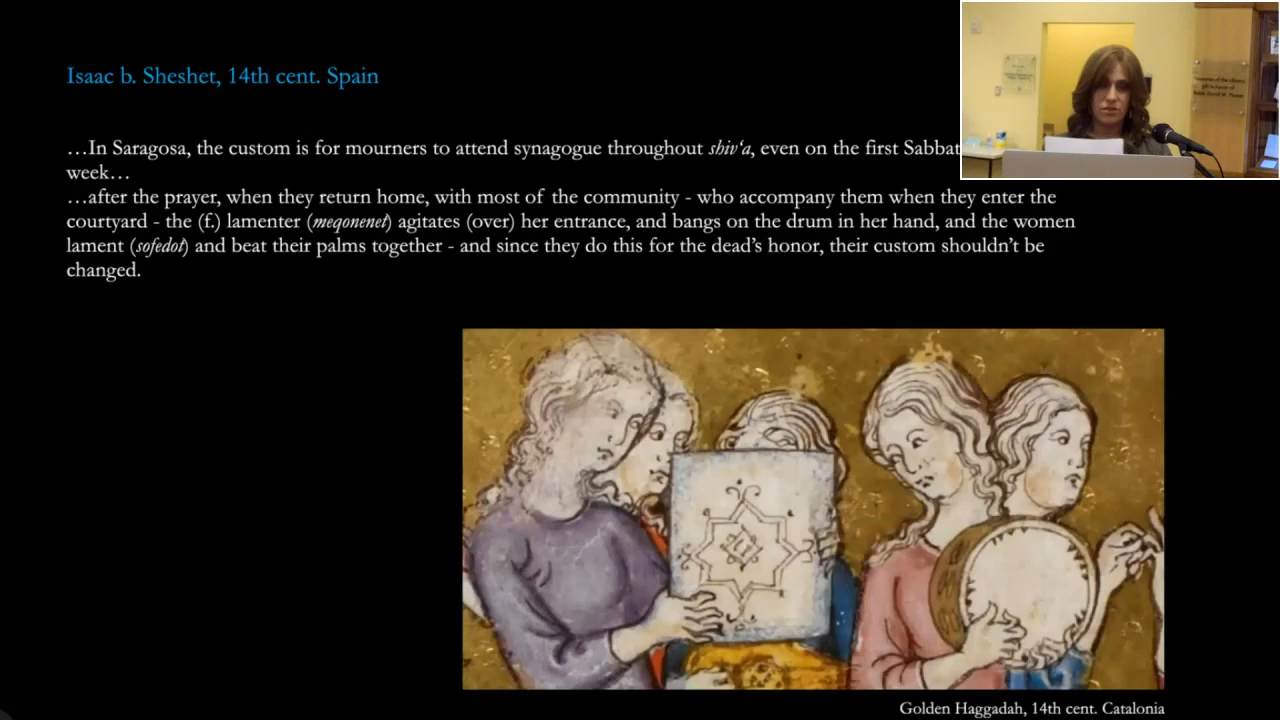 Isaac b. Sheshet, 14th cent. Spain
…In Saragosa, the custom is for mourners to attend synagogue throughout shiv‘a, even on the first Sabbat
week…
…after the prayer, when they return home, with most of the community - who accompany them when they enter the
courtyard - the (f.) lamenter (meqonenet) agitates (over) her entrance, and bangs on the drum in her hand, and the women
lament (sofedot) and beat their palms together - and since they do this for the dead’s honor, their custom shouldn’t be
changed.
Golden Haggadah, 14th cent. Catalonia